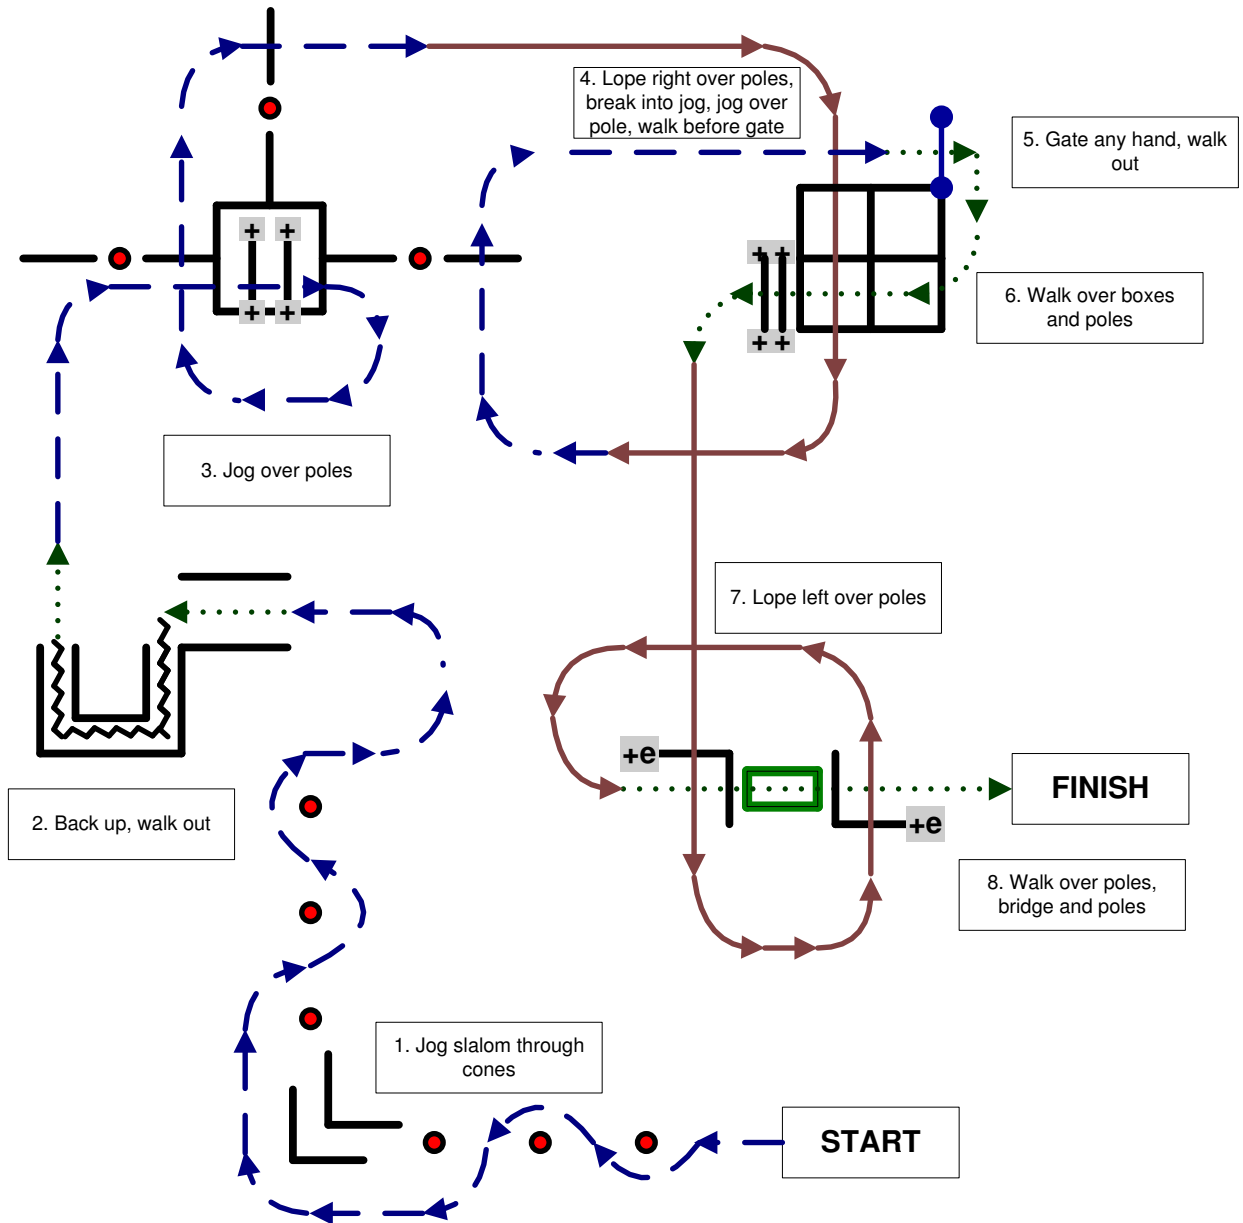 4. Lope right over poles,
break into jog, jog over
pole, walk before gate
5. Gate any hand, walk
out
+ +
+ +
+ +
+ +
6. Walk over boxes
and poles
3. Jog over poles
7. Lope left over poles
+e
FINISH
2. Back up, walk out
+e
8. Walk over poles,
bridge and poles
1. Jog slalom through
cones
START